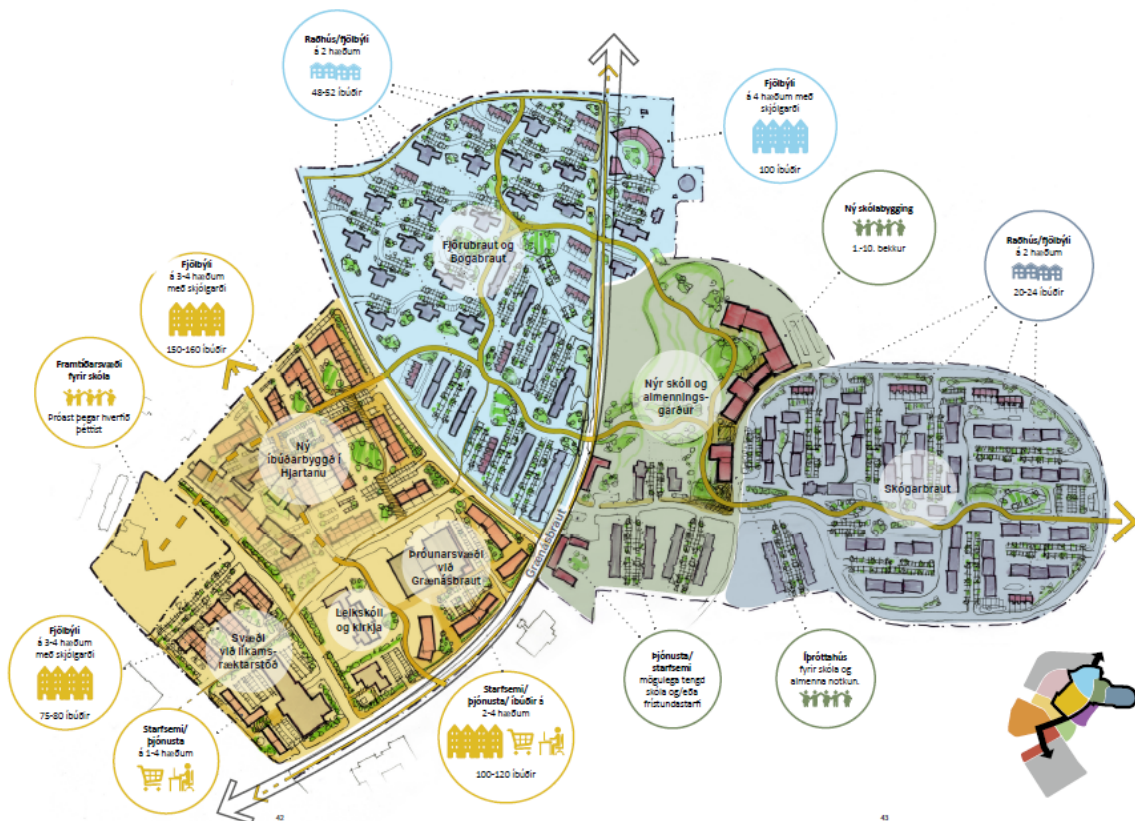 Raðhús/fjölbýli
á 2 hæðum
48-52 íbúðir
Fjölbýli
á 4 hæðum með
skjólgarði
100 íbúðir
Ný skólabygging
1.-10. bekkur
Raðhús/fjölbýli
á 2 hæðum
20-24 íbúðir
Fjölbýli
á 3-4 hæðum
með skjólgarði
150-160 íbúðir
Framtíðarsvæði
fyrir skóla
Þróast þegar hverfið
þéttist
Fjörubraut og
Bogabraut
Nýr skóli og
almennings-
garður
Ný
íbúðarbyggð í
Hjartanu
Skógarbraut
Þróunarsvæði
við
Grænásbraut
Grænásbraut
Leikskóli
og kirkja
Svæði
við líkams-
ræktarstöð
Fjölbýli
á 3-4 hæðum
með skjólgarði
75-80 íbúðir
Starfsemi/
þjónusta
á 1-4 hæðum
Starfsemi/
þjónusta/ íbúðir á
2-4 hæðum
100-120 íbúðir
Þjónusta/
starfsemi
mögulega tengd
skóla og/eða
frístundastarfi
Íþróttahús
fyrir skóla og
almenna notkun.
42
43